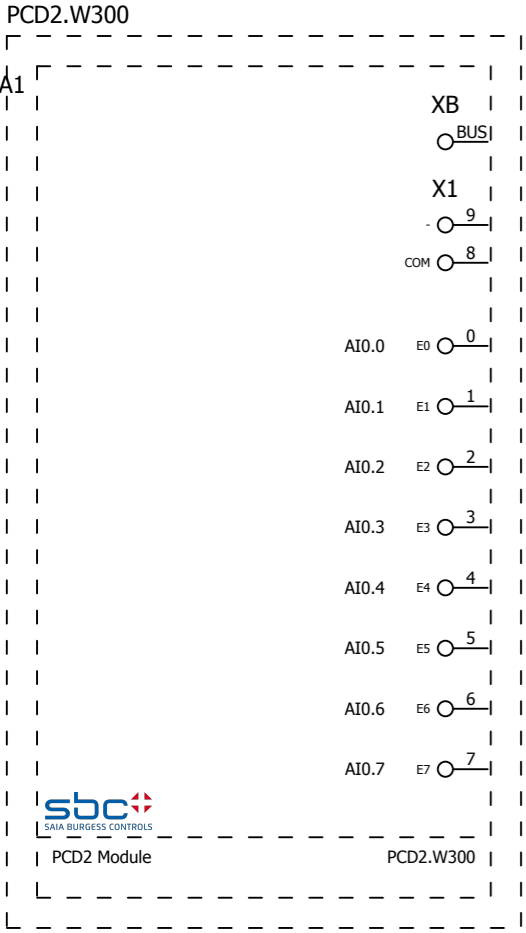 PCD2.W300
A1
XB
BUS
X1
- 9
COM 8
AI0.0 E0 0
AI0.1 E1 1
AI0.2 E2 2
AI0.3 E3 3
AI0.4 E4 4
AI0.5 E5 5
AI0.6 E6 6
AI0.7 E7 7
sbc
SAIA BURGESS CONTROLS
PCD2 Module PCD2.W300